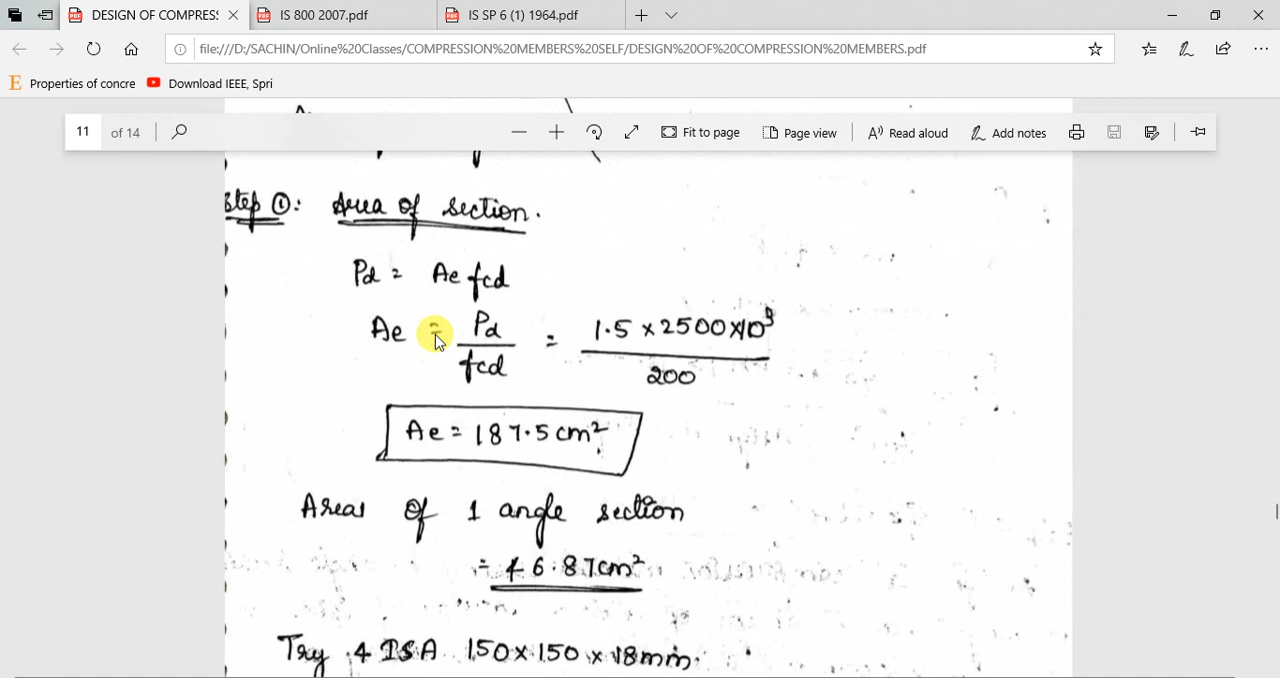 DESIGN OF COMPRESS
IS 800 2007.pdf
IS SP 6 (1) 1964.pdf
file:///D:/SACHIN/Online%20Classes/COMPRESSION%20MEMBERS%20SELF/DESIGN%20OF%20COMPRESSION%20MEMBERS.pdf
E Properties of concre
Download IEEE, Spri
11 of 14
Fit to page
Page view
Read aloud
Add notes
Step ①: Area of section.
Pd = Ae fcd
Ae = Pd / fcd = 1.5 × 2500×10³ / 200
Ae = 187.5 cm²
Area of 1 angle section
= 46.87cm²
Try 4 ISA 150×150×18mm.